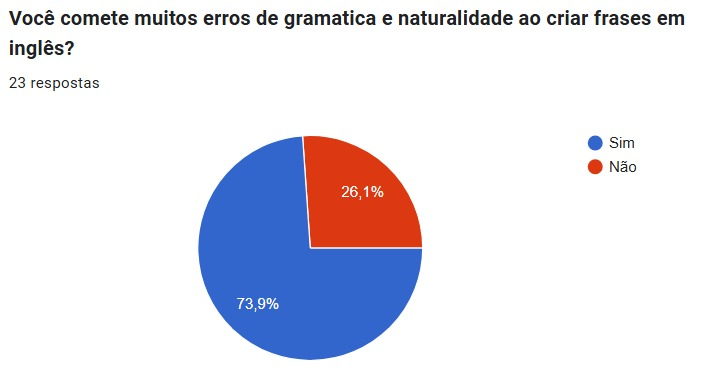 Você comete muitos erros de gramatica e naturalidade ao criar frases em
inglês?
23 respostas
Sim
Não
26,1%
73,9%